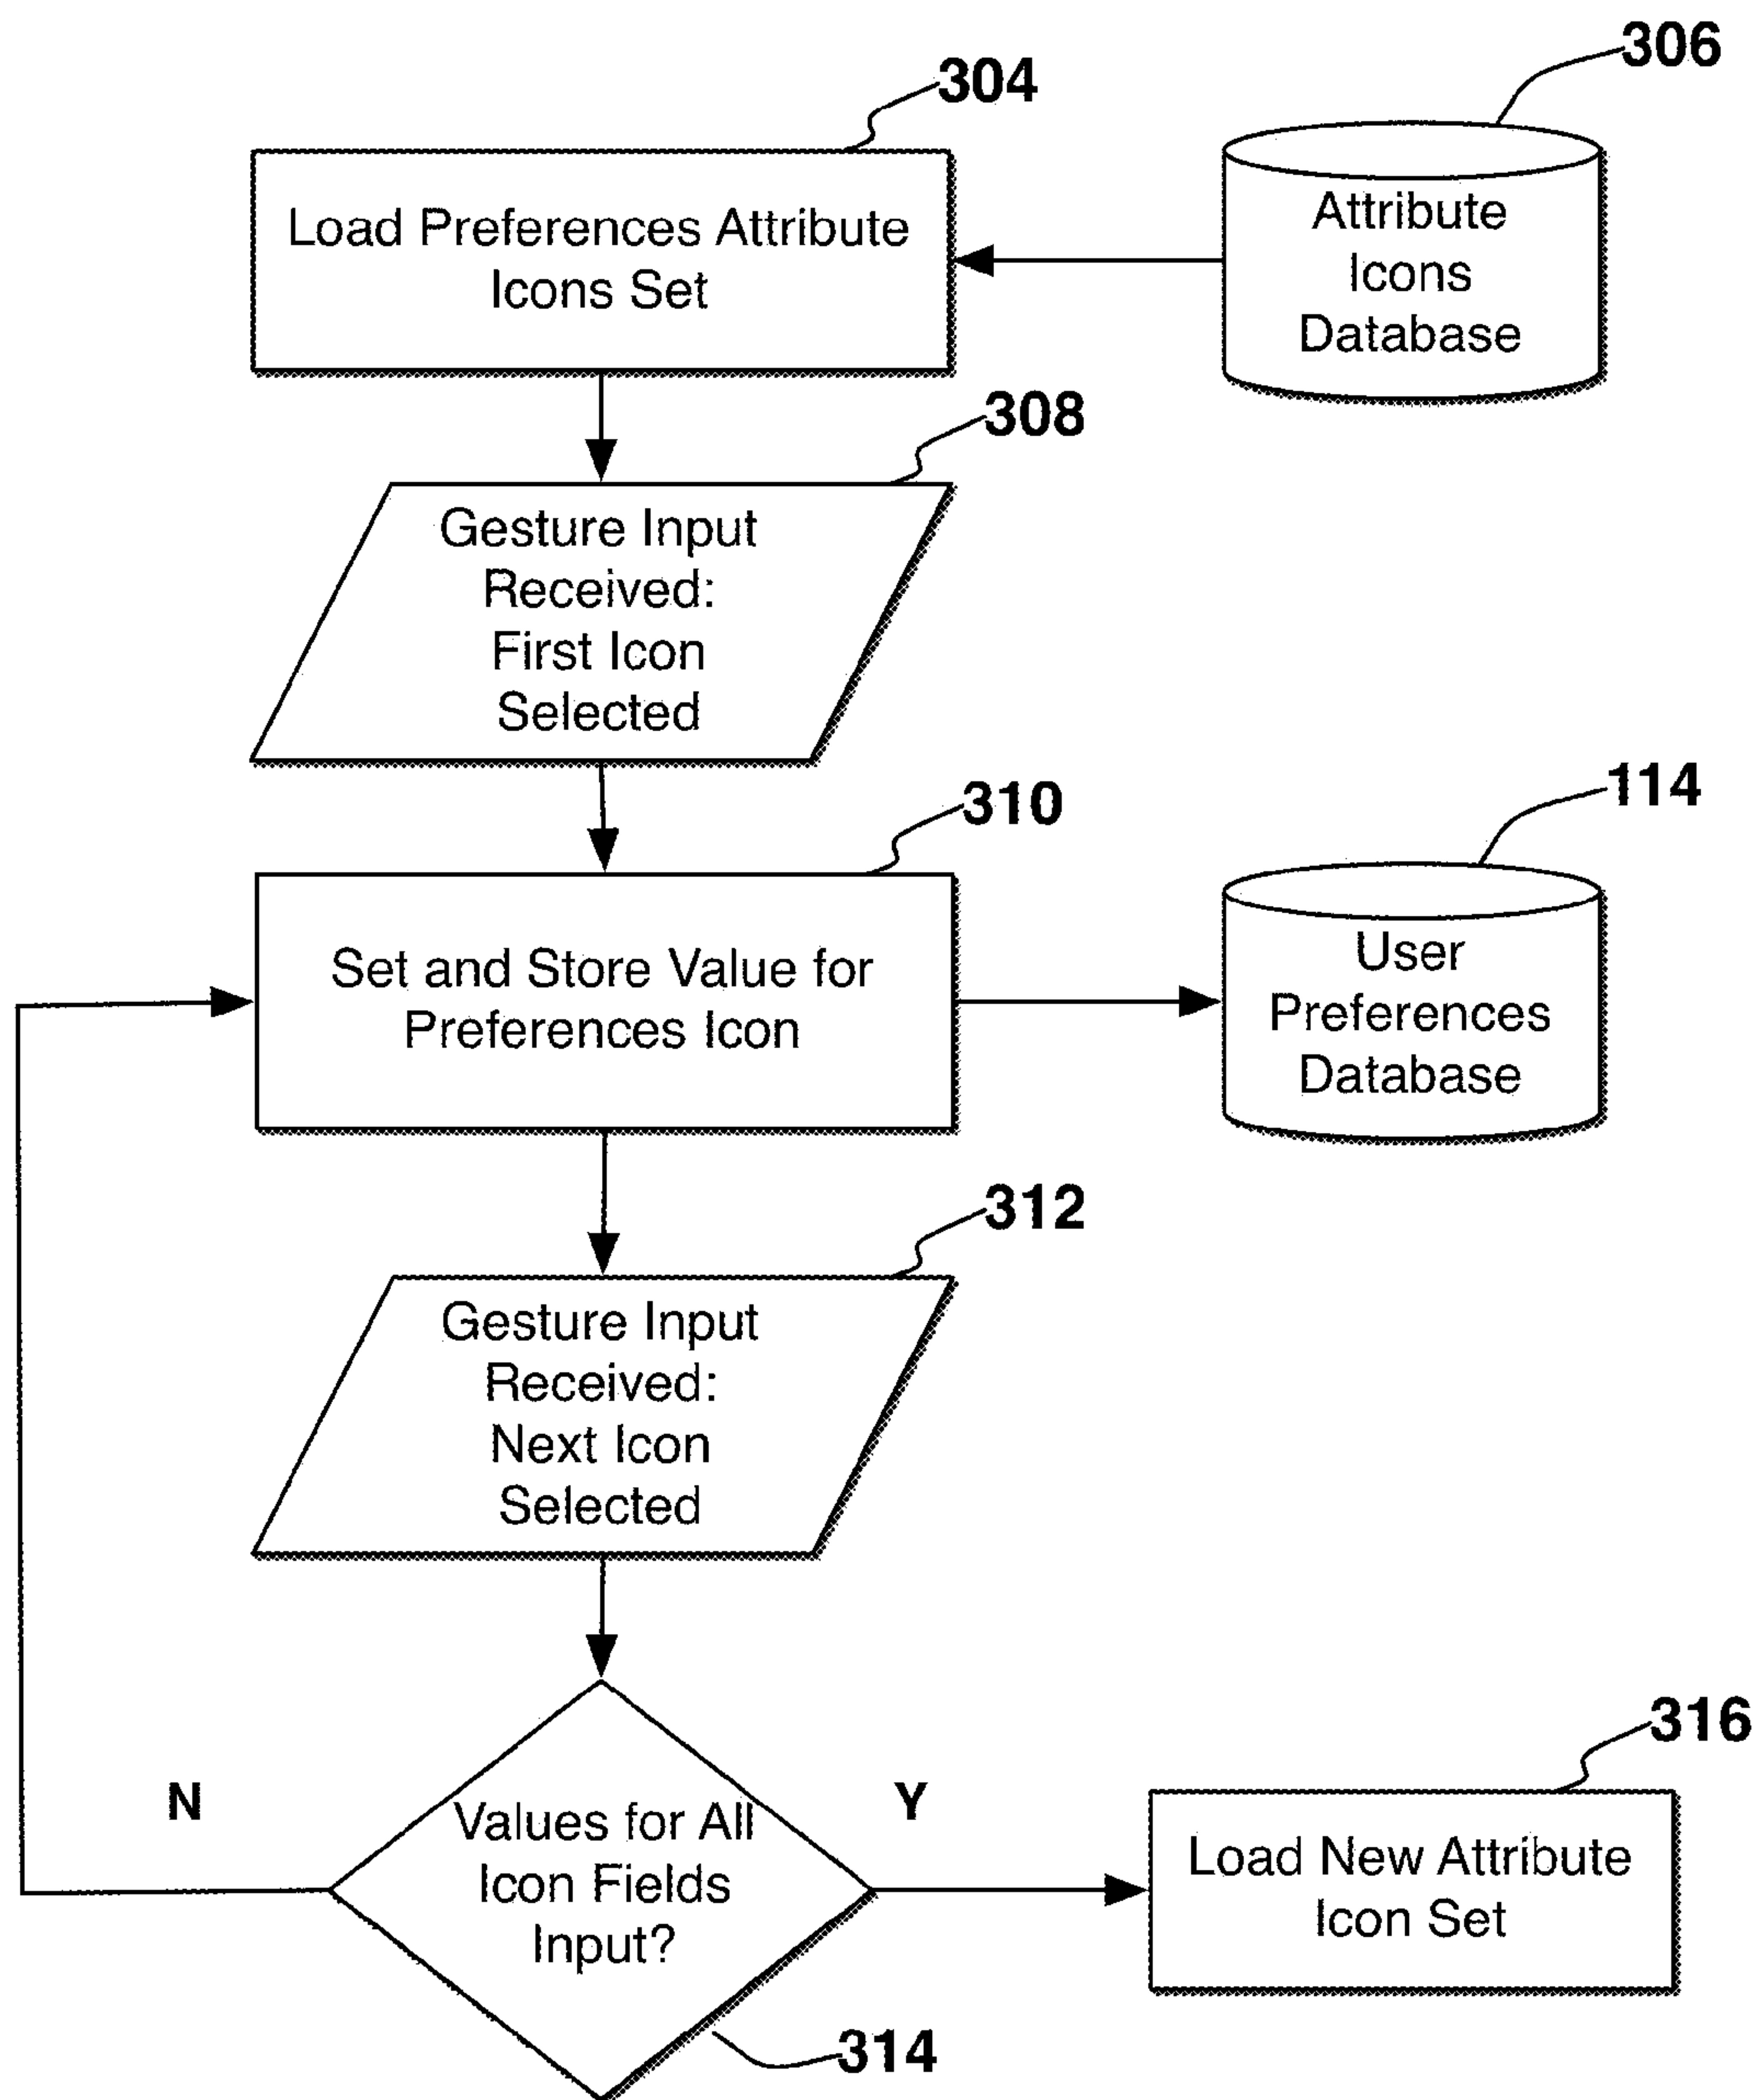 306
304
Load Preferences Attribute
Icons Set
Attribute
Icons
Database
308
Gesture Input
Received:
First Icon
Selected
310
114
Set and Store Value for
Preferences Icon
User
Preferences
Database
312
Gesture Input
Received:
Next Icon
Selected
316
N
Y
Values for All
Icon Fields
Input?
Load New Attribute
Icon Set
314